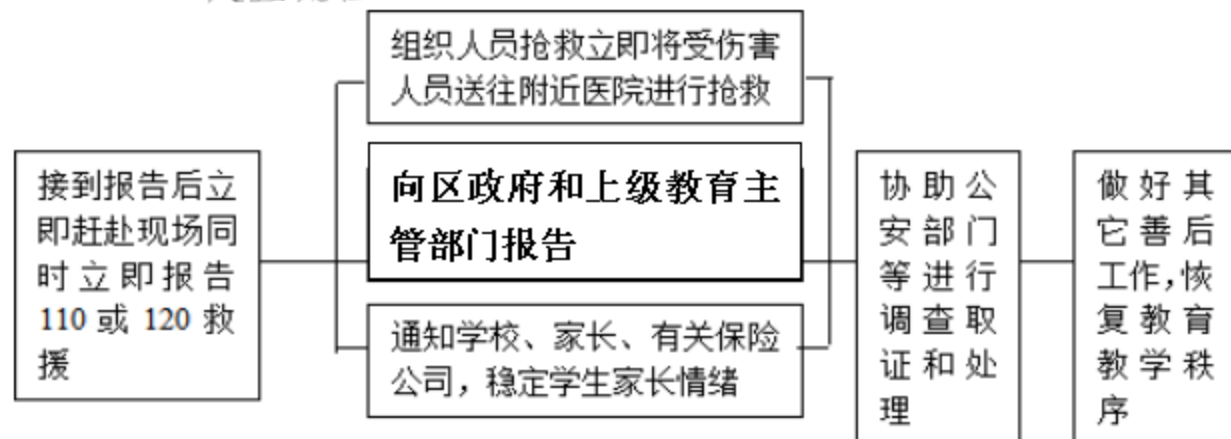 接到报告后立
即赶赴现场同
时立即报告
110 或 120 救
援
组织人员抢救立即将受伤害
人员送往附近医院进行抢救
向区政府和上级教育主
管部门报告
通知学校、家长、有关保险
公司，稳定学生家长情绪
协助公
安部门
等进行
调查取
证和处
理
做好其
它善后
工作，恢
复教育
教学秩
序